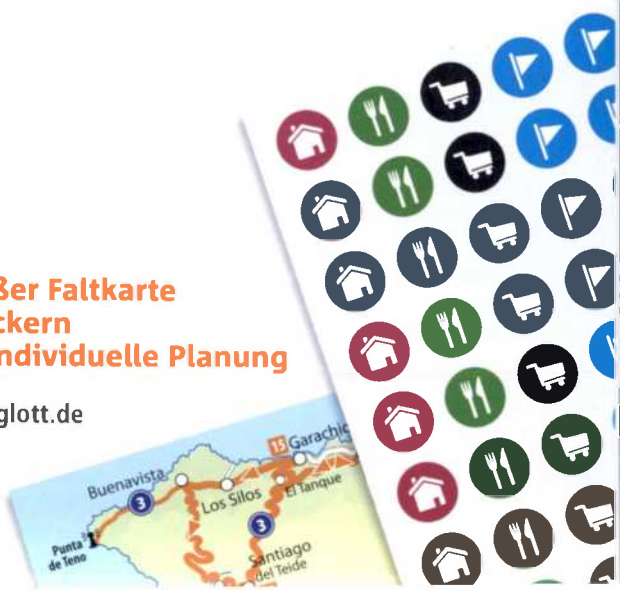 ßer Faltkarte
ckern
ndividuelle Planung
glott.de
15 Garachic
Buenavista
3
Los Silos
El Tanque
3
Punta
de Teno
Santiago
del Teide